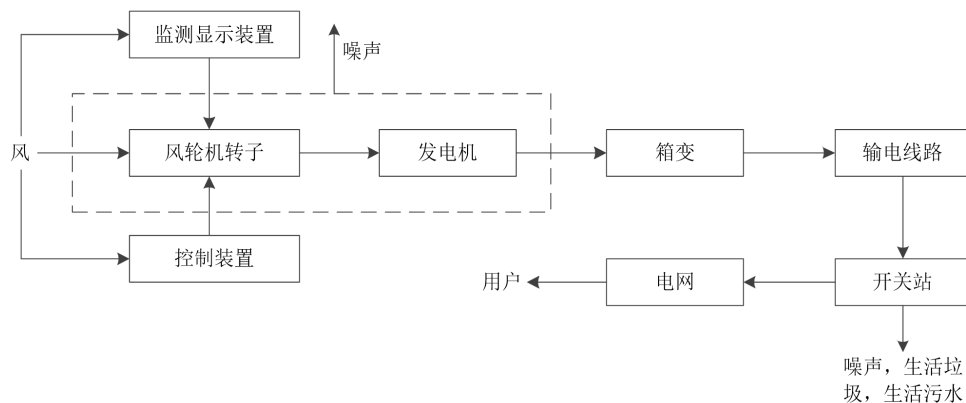 监测显示装置
噪声
风
风轮机转子
发电机
箱变
输电线路
控制装置
用户
电网
开关站
噪声，生活垃
圾，生活污水